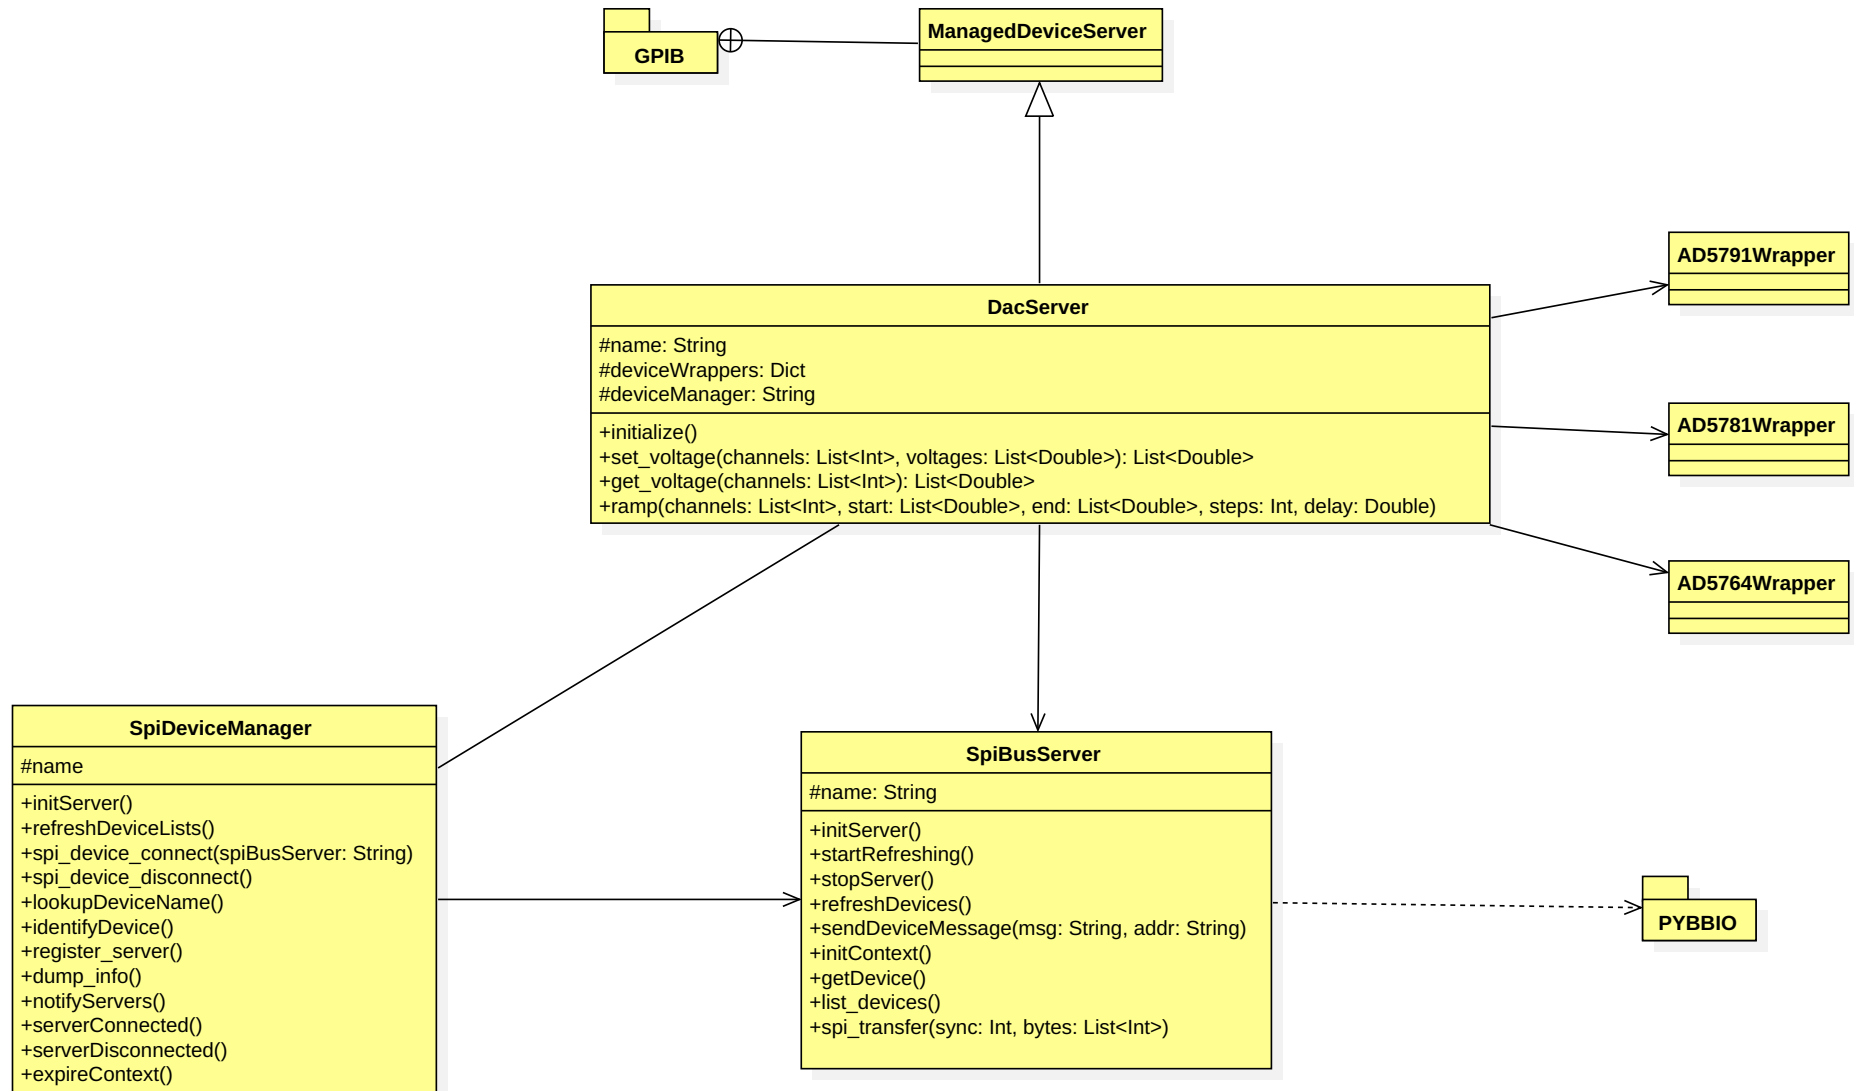 GPIB
ManagedDeviceServer
DacServer
#name: String
#deviceWrappers: Dict
#deviceManager: String
+initialize()
+set_voltage(channels: List<Int>, voltages: List<Double>): List<Double>
+get_voltage(channels: List<Int>): List<Double>
+ramp(channels: List<Int>, start: List<Double>, end: List<Double>, steps: Int, delay: Double)
AD5791Wrapper
AD5781Wrapper
AD5764Wrapper
SpiDeviceManager
#name
+initServer()
+refreshDeviceLists()
+spi_device_connect(spiBusServer: String)
+spi_device_disconnect()
+lookupDeviceName()
+identifyDevice()
+register_server()
+dump_info()
+notifyServers()
+serverConnected()
+serverDisconnected()
+expireContext()
SpiBusServer
#name: String
+initServer()
+startRefreshing()
+stopServer()
+refreshDevices()
+sendDeviceMessage(msg: String, addr: String)
+initContext()
+getDevice()
+list_devices()
+spi_transfer(sync: Int, bytes: List<Int>)
PYBBIO